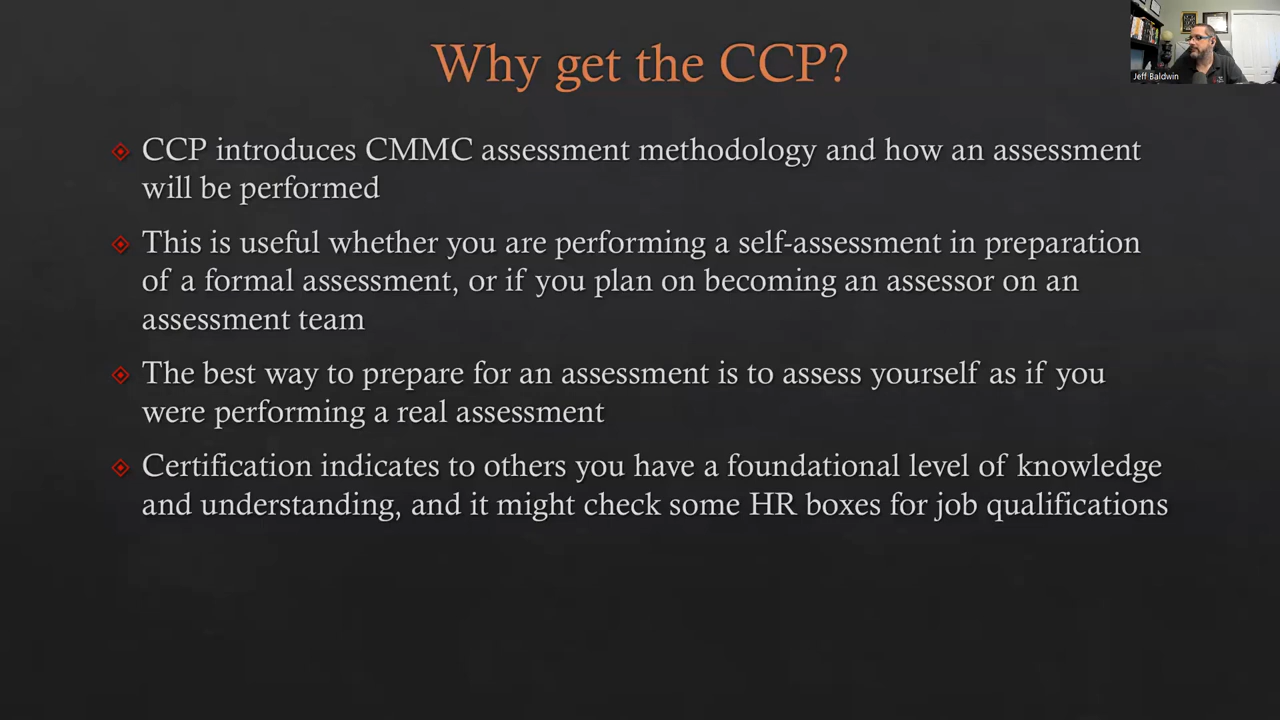 Why get the CCP?
Jeff Baldwin
CCP introduces CMMC assessment methodology and how an assessment
will be performed
This is useful whether you are performing a self-assessment in preparation
of a formal assessment, or if you plan on becoming an assessor on an
assessment team
The best way to prepare for an assessment is to assess yourself as if you
were performing a real assessment
Certification indicates to others you have a foundational level of knowledge
and understanding, and it might check some HR boxes for job qualifications